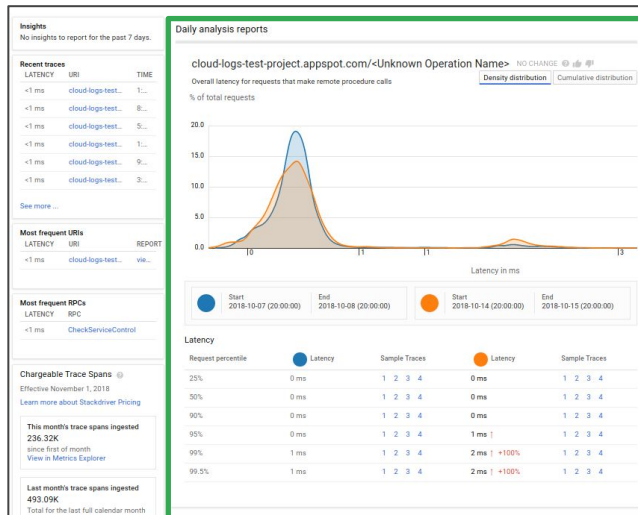 Insights
No insights to report for the past 7 days.
Recent traces
LATENCY URI TIME
<1 ms cloud-logs-test... 1:...
<1 ms cloud-logs-test... 8:...
<1 ms cloud-logs-test... 5:...
<1 ms cloud-logs-test... 1:...
<1 ms cloud-logs-test... 9:...
<1 ms cloud-logs-test... 3:...
See more ...
Most frequent URIs
LATENCY URI REPORT
<1 ms cloud-logs-test... vie...
Most frequent RPCs
LATENCY RPC
<1 ms CheckServiceControl
Chargeable Trace Spans
Effective November 1, 2018
Learn more about Stackdriver Pricing
This month's trace spans ingested
236.32K
since first of month
View in Metrics Explorer
Last month's trace spans ingested
493.09K
Total for the last full calendar month
Daily analysis reports
cloud-logs-test-project.appspot.com/<Unknown Operation Name> NO CHANGE
Overall latency for requests that make remote procedure calls
Density distribution Cumulative distribution
% of total requests
20.0
15.0
10.0
5.0
0.0
0 1 1 3
Latency in ms
Start End
2018-10-07 (20:00:00) 2018-10-08 (20:00:00)
Start End
2018-10-14 (20:00:00) 2018-10-15 (20:00:00)
Latency
Request percentile Latency Sample Traces Latency Sample Traces
25% 0 ms 1 2 3 4 0 ms 1 2 3 4
50% 0 ms 1 2 3 4 0 ms 1 2 3 4
90% 0 ms 1 2 3 4 0 ms 1 2 3 4
95% 0 ms 1 2 3 4 1 ms ↑ 1 2 3 4
99% 1 ms 1 2 3 4 2 ms ↑ +100% 1 2 3 4
99.5% 1 ms 1 2 3 4 2 ms ↑ +100% 1 2 3 4